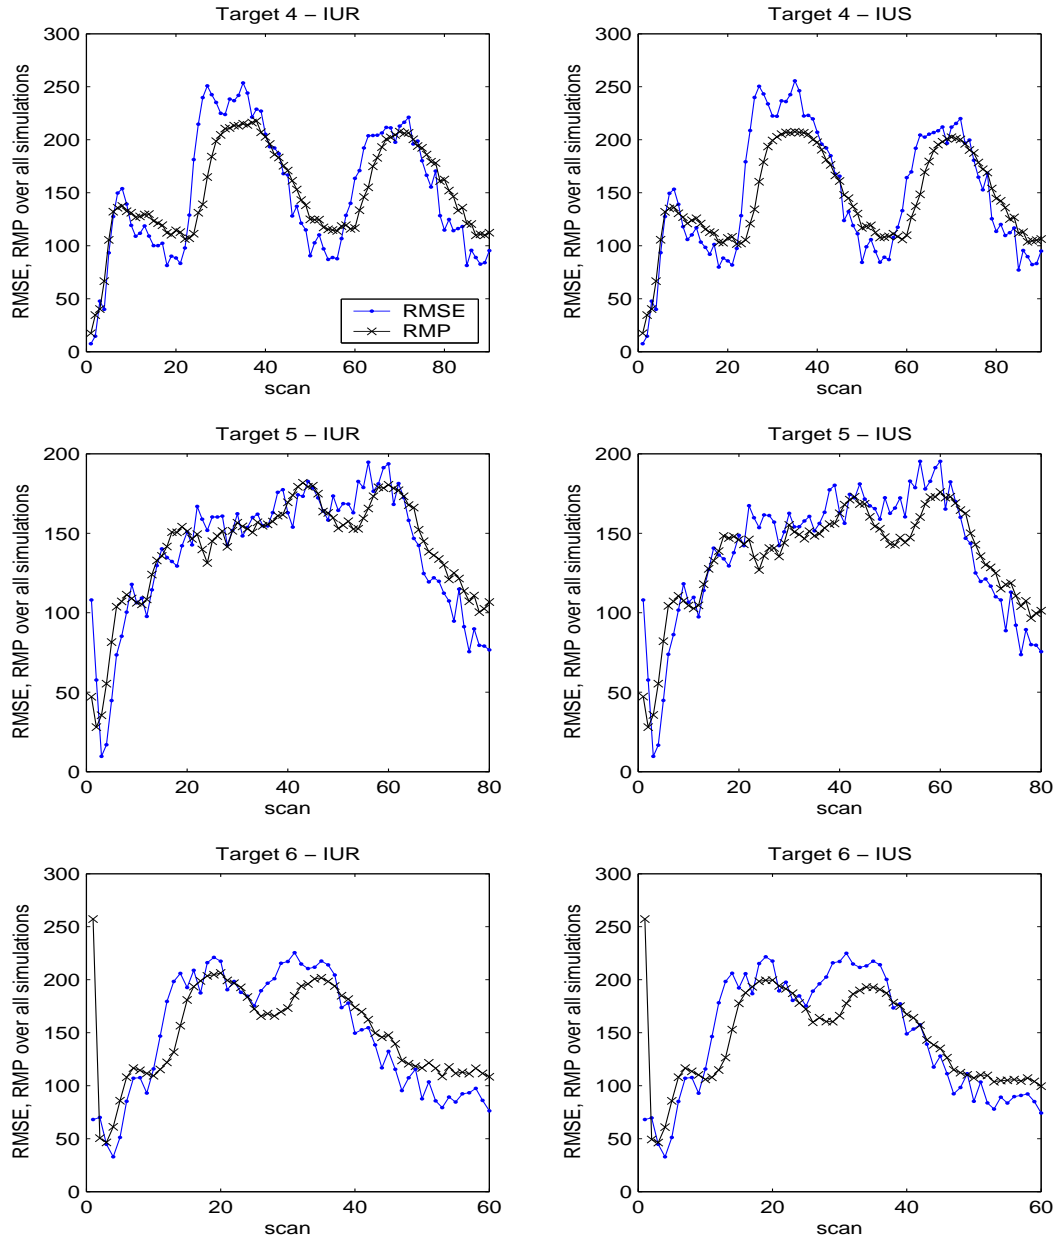 Target 4 – IUR
RMSE, RMP over all simulations
300
250
200
150
100
50
0
0 20 40 60 80
scan
RMSE
RMP
Target 4 – IUS
RMSE, RMP over all simulations
300
250
200
150
100
50
0
0 20 40 60 80
scan
Target 5 – IUR
RMSE, RMP over all simulations
200
150
100
50
0
0 20 40 60 80
scan
Target 5 – IUS
RMSE, RMP over all simulations
200
150
100
50
0
0 20 40 60 80
scan
Target 6 – IUR
RMSE, RMP over all simulations
300
250
200
150
100
50
0
0 20 40 60
scan
Target 6 – IUS
RMSE, RMP over all simulations
300
250
200
150
100
50
0
0 20 40 60
scan